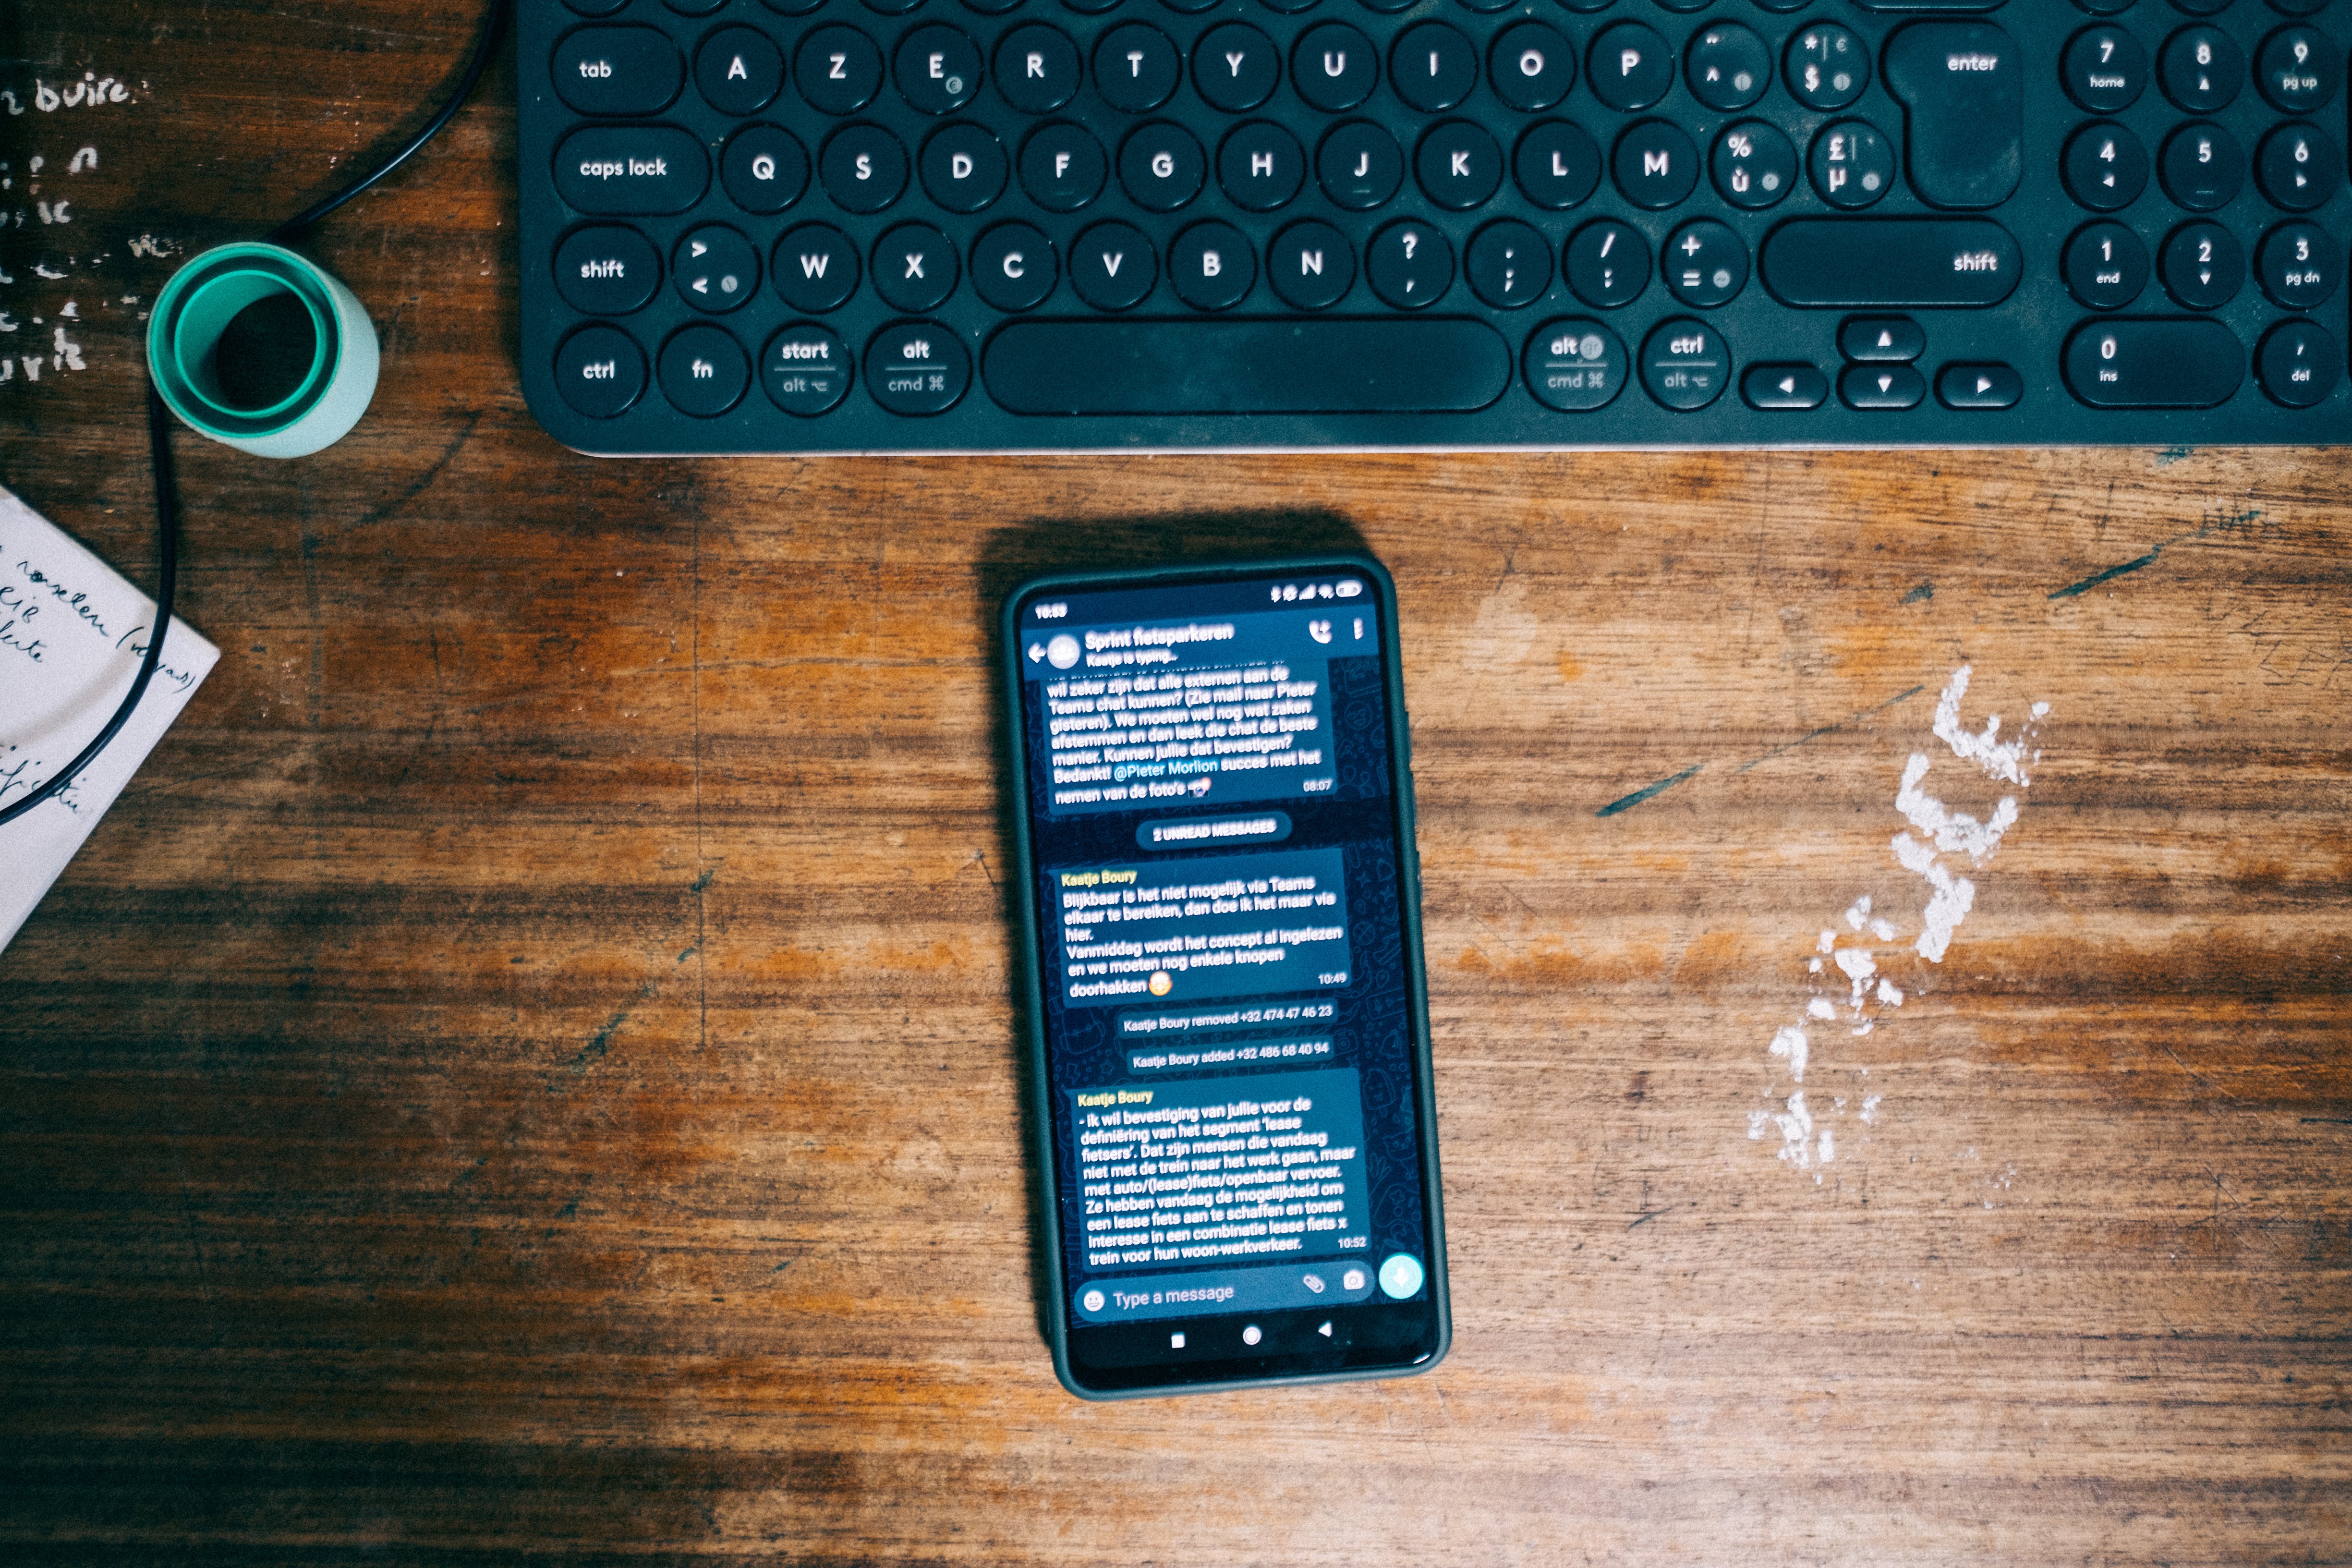 tab A Z E € R T Y U I O P ¨ ^ * | € $ enter 7 home 8 9 pg up
caps lock Q S D F G H J K L M % ù £ | ` µ 4 5 6
shift > < W X C V B N ? , . ; / : + = shift 1 end 2 3 pg dn
ctrl fn start alt alt cmd alt gr cmd ctrl alt 0 ins , del
buire
roselen (vegan)
10:53
Sprint fietsparkeren
Kaatje is typing...
wil zeker zijn dat alle externen aan de
Teams chat kunnen? (Zie mail naar Pieter
gisteren). We moeten wel nog wat zaken
afstemmen en dan leek die chat de beste
manier. Kunnen jullie dat bevestigen?
Bedankt! @Pieter Morlion succes met het
nemen van de foto's 08:07
2 UNREAD MESSAGES
Kaatje Boury
Blijkbaar is het niet mogelijk via Teams
elkaar te bereiken, dan doe ik het maar via
hier.
Vanmiddag wordt het concept al ingelezen
en we moeten nog enkele knopen
doorhakken 10:49
Kaatje Boury removed +32 474 47 46 23
Kaatje Boury added +32 486 68 40 94
Kaatje Boury
- Ik wil bevestiging van jullie voor de
definiëring van het segment 'lease
fietsers'. Dat zijn mensen die vandaag
niet met de trein naar het werk gaan, maar
met auto/(lease)fiets/openbaar vervoer.
Ze hebben vandaag de mogelijkheid om
een lease fiets aan te schaffen en tonen
interesse in een combinatie lease fiets x
trein voor hun woon-werkverkeer. 10:52
Type a message